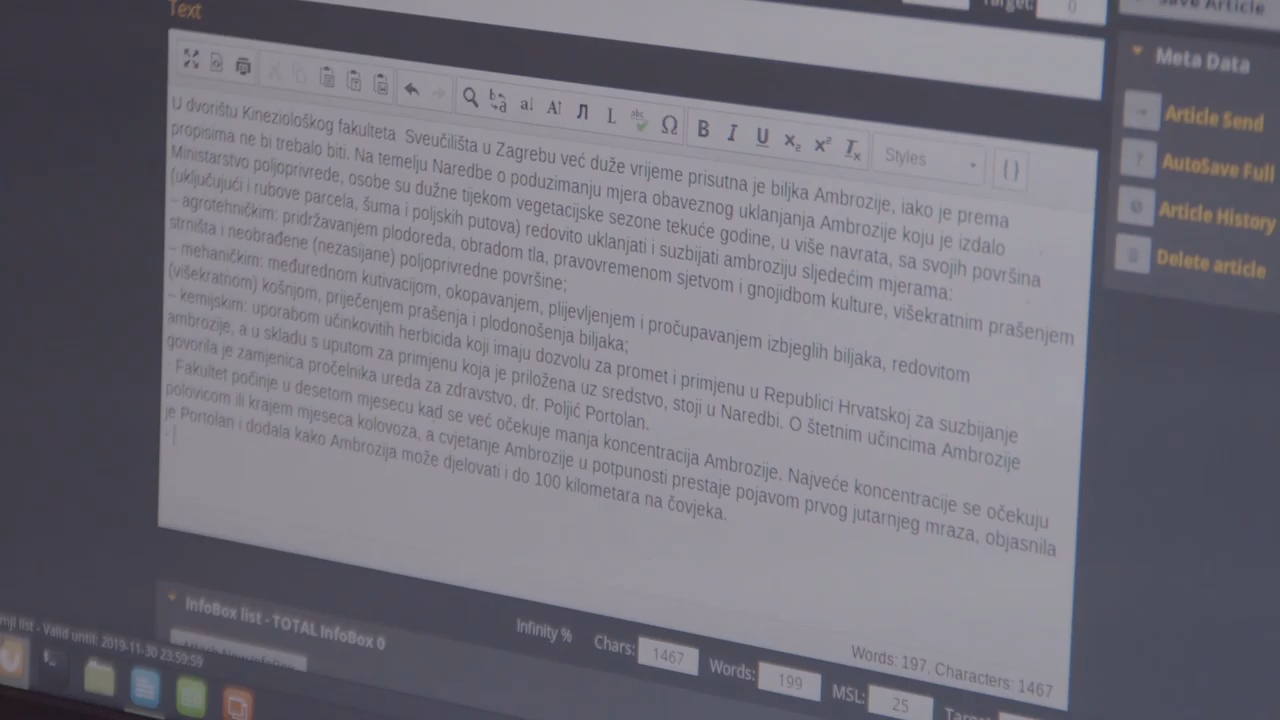 Text
Target:
0
Save Article
Meta Data
Article Send
AutoSave Full
Article History
Delete article
Styles
U dvorištu Kineziološkog fakulteta Sveučilišta u Zagrebu već duže vrijeme prisutna je biljka Ambrozije, iako je prema
propisima ne bi trebalo biti. Na temelju Naredbe o poduzimanju mjera obaveznog uklanjanja Ambrozije koju je izdalo
Ministarstvo poljoprivrede, osobe su dužne tijekom vegetacijske sezone tekuće godine, u više navrata, sa svojih površina
(uključujući i rubove parcela, šuma i poljskih putova) redovito uklanjati i suzbijati ambroziju sljedećim mjerama:
– agrotehničkim: pridržavanjem plodoreda, obradom tla, pravovremenom sjetvom i gnojidbom kulture, višekratnim prašenjem
strništa i neobrađene (nezasijane) poljoprivredne površine;
– mehaničkim: međurednom kutivacijom, okopavanjem, plijevljenjem i pročupavanjem izbjeglih biljaka, redovitom
(višekratnom) košnjom, priječenjem prašenja i plodonošenja biljaka;
– kemijskim: uporabom učinkovitih herbicida koji imaju dozvolu za promet i primjenu u Republici Hrvatskoj za suzbijanje
ambrozije, a u skladu s uputom za primjenu koja je priložena uz sredstvo, stoji u Naredbi. O štetnim učincima Ambrozije
govorila je zamjenica pročelnika ureda za zdravstvo, dr. Poljić Portolan.
Fakultet počinje u desetom mjesecu kad se već očekuje manja koncentracija Ambrozije. Najveće koncentracije se očekuju
polovicom ili krajem mjeseca kolovoza, a cvjetanje Ambrozije u potpunosti prestaje pojavom prvog jutarnjeg mraza, objasnila
je Portolan i dodala kako Ambrozija može djelovati i do 100 kilometara na čovjeka.
Words: 197, Characters: 1467
InfoBox list - TOTAL InfoBox 0
Infinity %
Chars: 1467
Words: 199
MSL: 25
list - Valid until: 2019-11-30 23:59:59